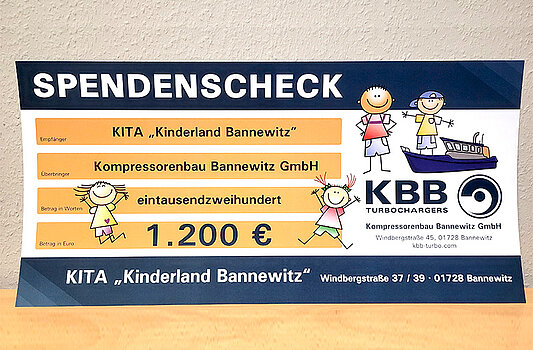 SPENDENSCHECK
Empfänger
KITA „Kinderland Bannewitz“
Überbringer
Kompressorenbau Bannewitz GmbH
Betrag in Worten
eintausendzweihundert
Betrag in Euro
1.200 €
KBB
TURBOCHARGERS
Kompressorenbau Bannewitz GmbH
Windbergstraße 45, 01728 Bannewitz
kbb-turbo.com
KITA „Kinderland Bannewitz“ Windbergstraße 37 / 39 · 01728 Bannewitz